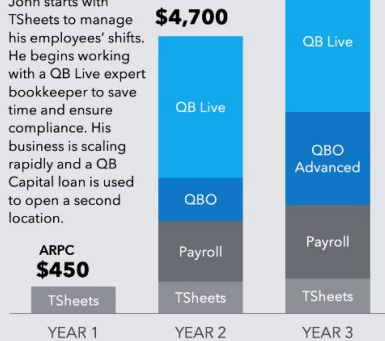 John starts with
TSheets to manage
his employees' shifts.
He begins working
with a QB Live expert
bookkeeper to save
time and ensure
compliance. His
business is scaling
rapidly and a QB
Capital loan is used
to open a second
location.
ARPC
$450
TSheets
YEAR 1
$4,700
QB Live
QBO
Payroll
TSheets
YEAR 2
QB Live
QBO
Advanced
Payroll
TSheets
YEAR 3